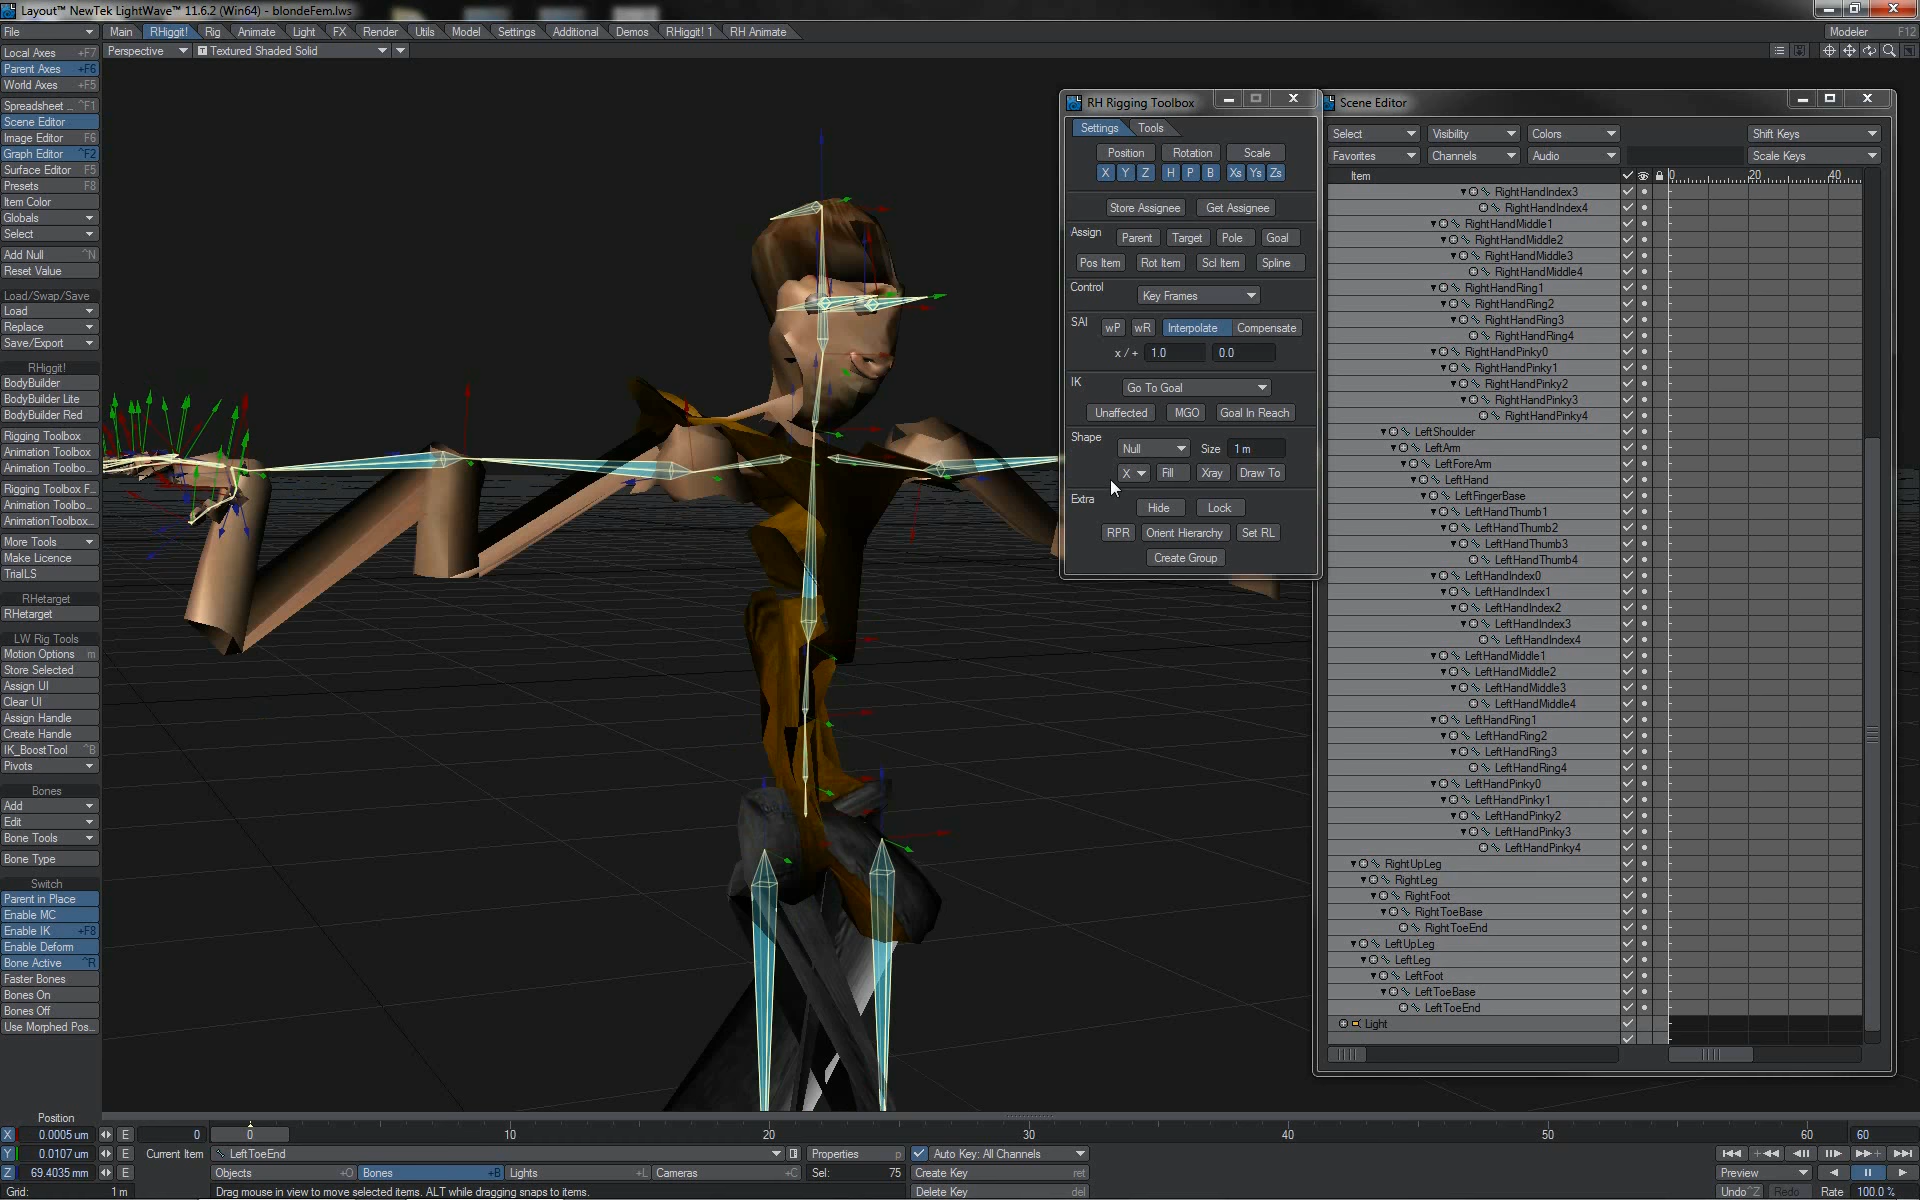 Layout™ NewTek LightWave™ 11.6.2 (Win64) - blondeFem.lws
File Main RHiggit! Rig Animate Light FX Render Utils Model Settings Additional Demos RHiggit! 1 RH Animate Modeler F12
Perspective Textured Shaded Solid
Local Axes +F7
Parent Axes +F6
World Axes +F5
Spreadsheet ... ^F1
Scene Editor
Image Editor F6
Graph Editor ^F2
Surface Editor F5
Presets F8
Item Color
Globals
Select
Add Null ^N
Reset Value
Load/Swap/Save
Load
Replace
Save/Export
RHiggit!
BodyBuilder
BodyBuilder Lite
BodyBuilder Red
Rigging Toolbox
Animation Toolbox
Animation Toolbo...
Rigging Toolbox F...
Animation Toolbo...
AnimationToolbox...
More Tools
Make Licence
TrialLS
RHetarget
RHetarget
LW Rig Tools
Motion Options m
Store Selected
Assign UI
Clear UI
Assign Handle
Create Handle
IK_BoostTool ^B
Pivots
Bones
Add
Edit
Bone Tools
Bone Type
Switch
Parent in Place
Enable MC
Enable IK +F8
Enable Deform
Bone Active ^R
Faster Bones
Bones On
Bones Off
Use Morphed Pos...
RH Rigging Toolbox
Settings Tools
Position Rotation Scale
X Y Z H P B Xs Ys Zs
Store Assignee Get Assignee
Assign Parent Target Pole Goal
Pos Item Rot Item Scl Item Spline
Control Key Frames
SAI wP wR Interpolate Compensate
x / + 1.0 0.0
IK Go To Goal
Unaffected MGO Goal In Reach
Shape Null Size 1 m
X Fill Xray Draw To
Extra Hide Lock
RPR Orient Hierarchy Set RL
Create Group
Scene Editor
Select Visibility Colors Shift Keys
Favorites Channels Audio Scale Keys
Item 0 20 40
RightHandIndex3
RightHandIndex4
RightHandMiddle1
RightHandMiddle2
RightHandMiddle3
RightHandMiddle4
RightHandRing1
RightHandRing2
RightHandRing3
RightHandRing4
RightHandPinky0
RightHandPinky1
RightHandPinky2
RightHandPinky3
RightHandPinky4
LeftShoulder
LeftArm
LeftForeArm
LeftHand
LeftFingerBase
LeftHandThumb1
LeftHandThumb2
LeftHandThumb3
LeftHandThumb4
LeftHandIndex0
LeftHandIndex1
LeftHandIndex2
LeftHandIndex3
LeftHandIndex4
LeftHandMiddle1
LeftHandMiddle2
LeftHandMiddle3
LeftHandMiddle4
LeftHandRing1
LeftHandRing2
LeftHandRing3
LeftHandRing4
LeftHandPinky0
LeftHandPinky1
LeftHandPinky2
LeftHandPinky3
LeftHandPinky4
RightUpLeg
RightLeg
RightFoot
RightToeBase
RightToeEnd
LeftUpLeg
LeftLeg
LeftFoot
LeftToeBase
LeftToeEnd
Light
Position
X 0.0005 um E 0 0 10 20 30 40 50 60 60
Y 0.0107 um E Current Item LeftToeEnd Properties p Auto Key: All Channels
Z 69.4035 mm E Objects +O Bones +B Lights +L Cameras +C Sel: 75 Create Key ret Preview
Grid: 1 m Drag mouse in view to move selected items. ALT while dragging snaps to items. Delete Key del Undo ^Z Redo Rate 100.0 %